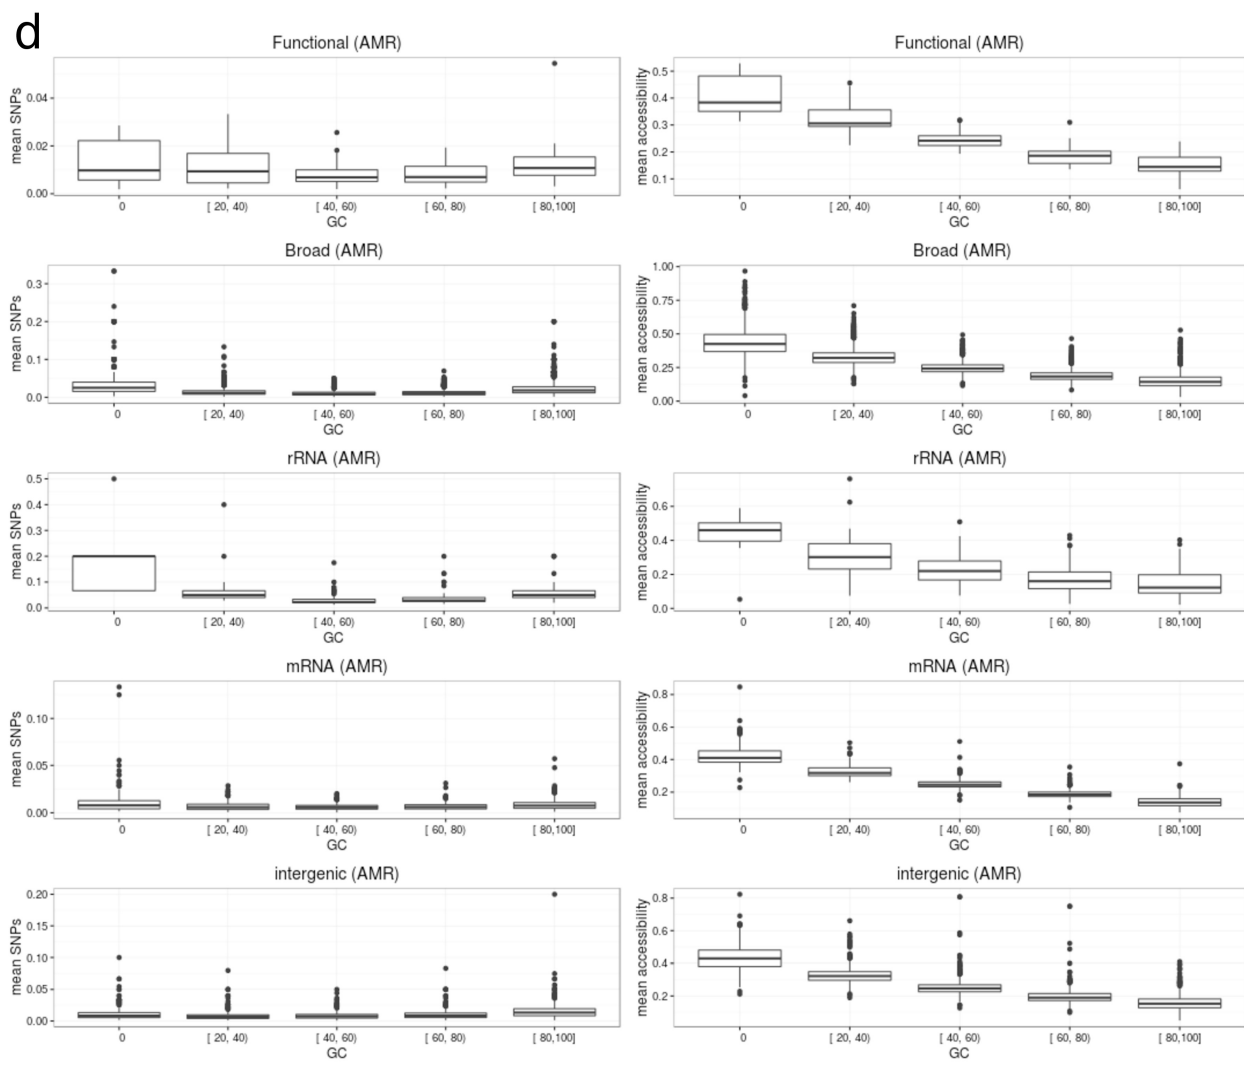 d
Functional (AMR)
mean SNPs
0.04
0.02
0.00
0 [ 20, 40) [ 40, 60) [ 60, 80) [ 80,100]
GC
Functional (AMR)
mean accessibility
0.5
0.4
0.3
0.2
0.1
0 [ 20, 40) [ 40, 60) [ 60, 80) [ 80,100]
GC
Broad (AMR)
mean SNPs
0.3
0.2
0.1
0.0
0 [ 20, 40) [ 40, 60) [ 60, 80) [ 80,100]
GC
Broad (AMR)
mean accessibility
1.00
0.75
0.50
0.25
0.00
0 [ 20, 40) [ 40, 60) [ 60, 80) [ 80,100]
GC
rRNA (AMR)
mean SNPs
0.5
0.4
0.3
0.2
0.1
0.0
0 [ 20, 40) [ 40, 60) [ 60, 80) [ 80,100]
GC
rRNA (AMR)
mean accessibility
0.6
0.4
0.2
0.0
0 [ 20, 40) [ 40, 60) [ 60, 80) [ 80,100]
GC
mRNA (AMR)
mean SNPs
0.10
0.05
0.00
0 [ 20, 40) [ 40, 60) [ 60, 80) [ 80,100]
GC
mRNA (AMR)
mean accessibility
0.8
0.6
0.4
0.2
0 [ 20, 40) [ 40, 60) [ 60, 80) [ 80,100]
GC
intergenic (AMR)
mean SNPs
0.20
0.15
0.10
0.05
0.00
0 [ 20, 40) [ 40, 60) [ 60, 80) [ 80,100]
GC
intergenic (AMR)
mean accessibility
0.8
0.6
0.4
0.2
0 [ 20, 40) [ 40, 60) [ 60, 80) [ 80,100]
GC